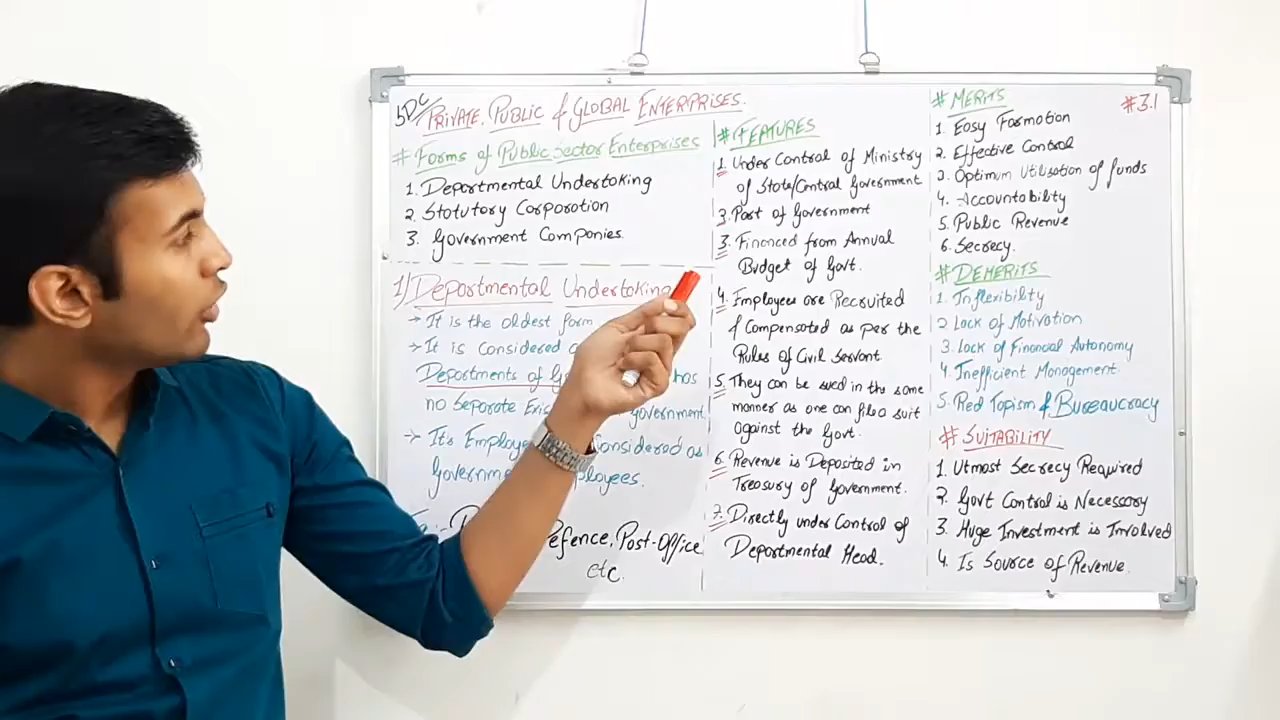 PRIVATE, PUBLIC & GLOBAL ENTERPRISES.
# Forms of Public Sector Enterprises
1. Departmental Undertaking
2. Statutory Corporation
3. Government Companies.
1) Departmental Undertaking
→ It is the oldest form
→ It is considered
Departments of has
no Separate government.
→ It's Considered as
Government
Defence, Post-Office
etc.
# FEATURES
1. Under Control of Ministry
of State/Central Government
2. Part of Government
3. Financed from Annual
Budget of Govt.
4. Employees are Recruited
& Compensated as per the
Rules of Civil Servant
5. They can be sued in the same
manner as one can file a suit
against the Govt.
6. Revenue is Deposited in
Treasury of Government.
7. Directly under Control of
Departmental Head.
# MERITS
#3.1
1. Easy Formation
2. Effective Control
3. Optimum Utilisation of funds
4. Accountability
5. Public Revenue
6. Secrecy.
# DEMERITS
1. Inflexibilty
2. Lack of Motivation
3. Lack of Financial Autonomy
4. Inefficient Management
5. Red Tapism & Bureaucracy
# SUITABILITY
1. Utmost Secrecy Required
2. Govt Control is Necessary
3. Huge Investment is Involved
4. Is Source of Revenue.